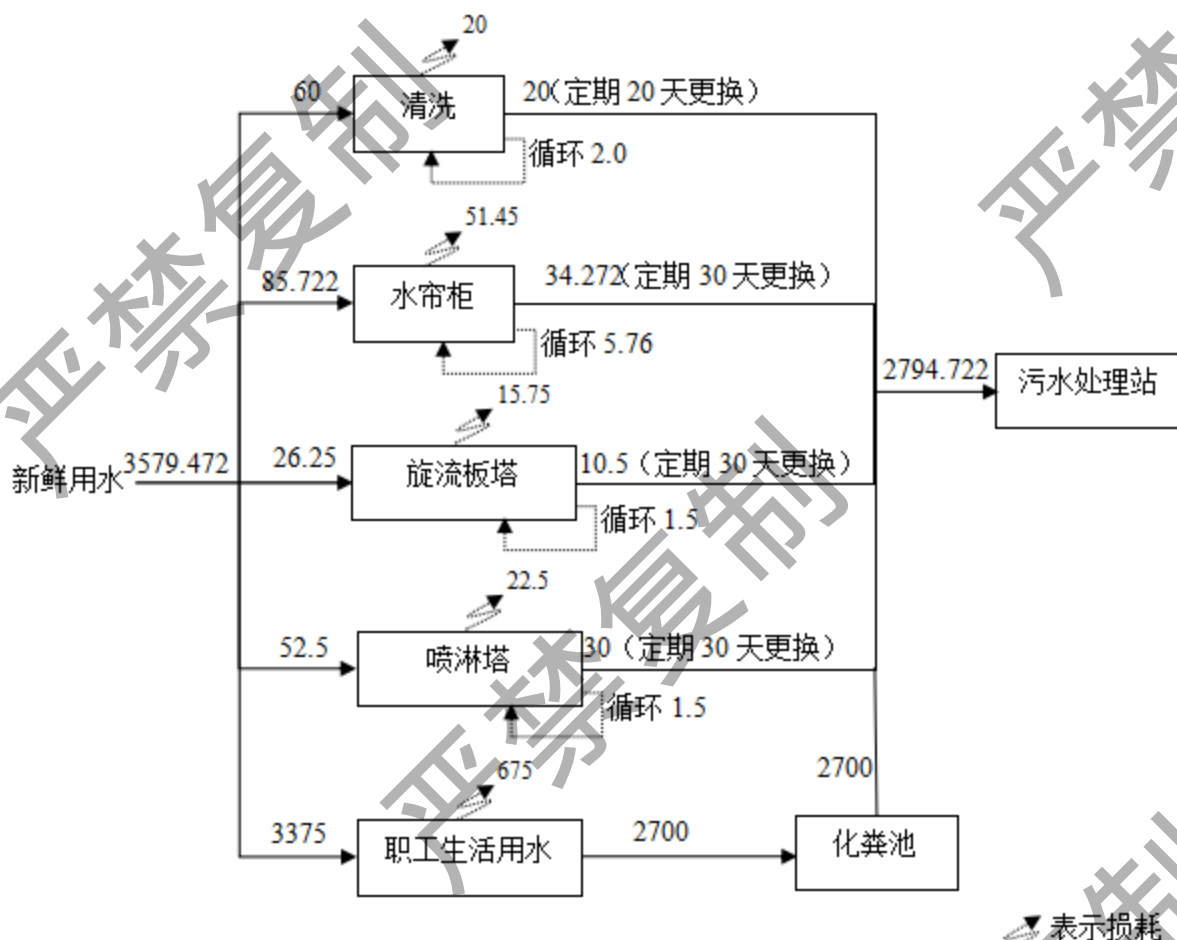 20
60
清洗
20(定期 20 天更换)
循环 2.0
51.45
85.722
水帘柜
34.272(定期 30 天更换)
循环 5.76
2794.722
污水处理站
15.75
新鲜用水
3579.472
26.25
旋流板塔
10.5（定期 30 天更换）
循环 1.5
22.5
52.5
喷淋塔
30（定期 30 天更换）
循环 1.5
675
2700
3375
职工生活用水
2700
化粪池
表示损耗
严禁复制
严禁复制
严禁
制